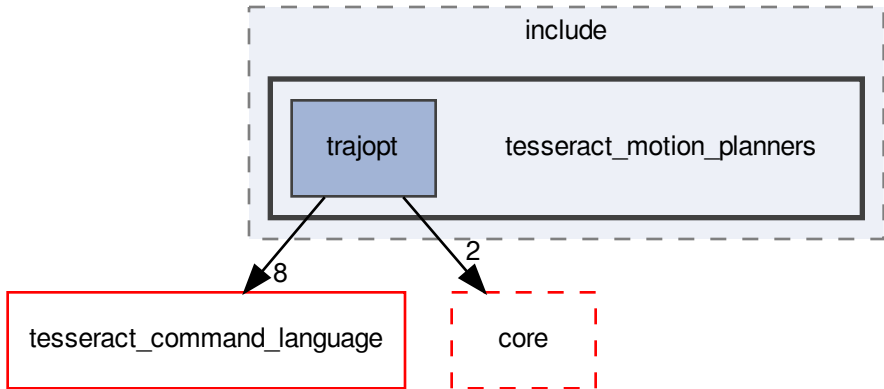 include
trajopt
tesseract_motion_planners
8
2
tesseract_command_language
core